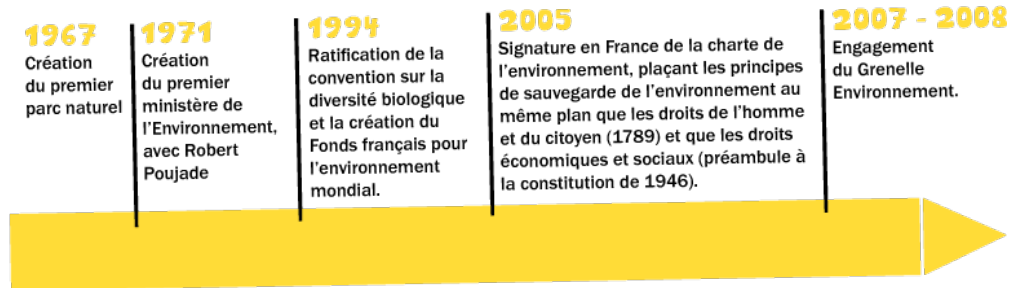 1967
Création
du premier
parc naturel
1971
Création
du premier
ministère de
l'Environnement,
avec Robert
Poujade
1994
Ratification de la
convention sur la
diversité biologique
et la création du
Fonds français pour
l'environnement
mondial.
2005
Signature en France de la charte de
l'environnement, plaçant les principes
de sauvegarde de l'environnement au
même plan que les droits de l'homme
et du citoyen (1789) et que les droits
économiques et sociaux (préambule à
la constitution de 1946).
2007 - 2008
Engagement
du Grenelle
Environnement.